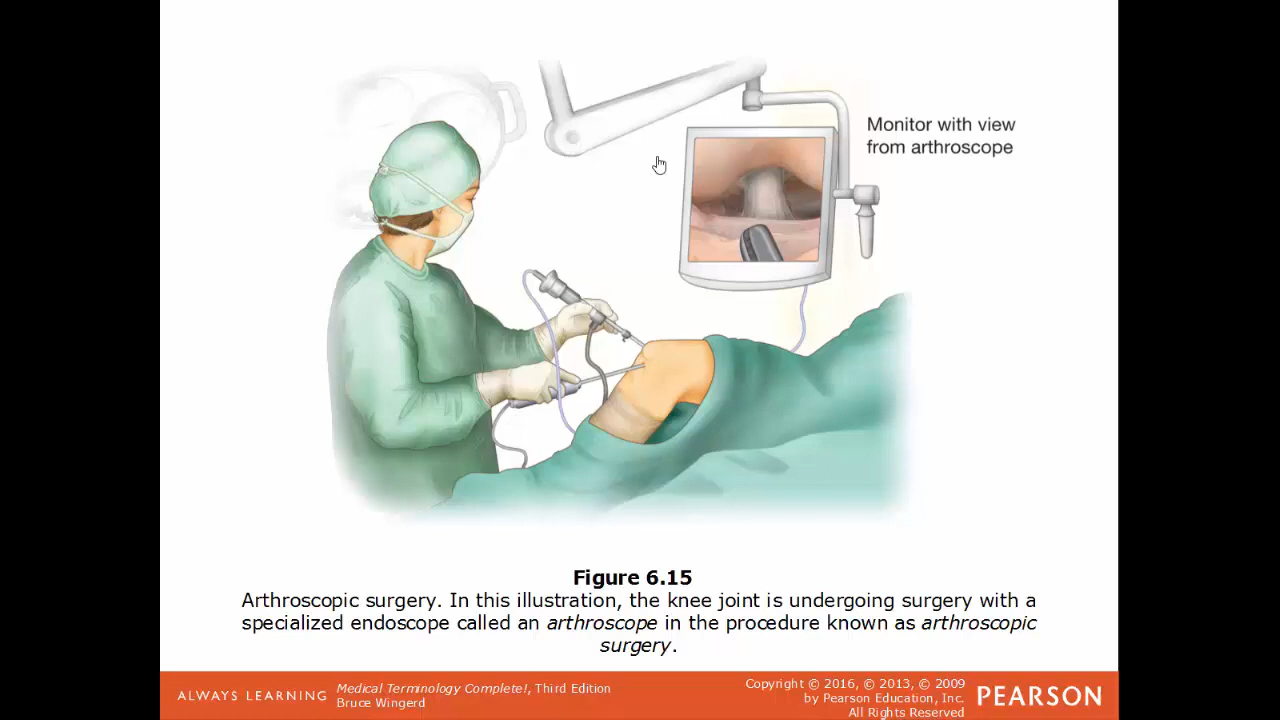 Monitor with view
from arthroscope
Figure 6.15
Arthroscopic surgery. In this illustration, the knee joint is undergoing surgery with a
specialized endoscope called an arthroscope in the procedure known as arthroscopic
surgery.
ALWAYS LEARNING
Medical Terminology Complete!, Third Edition
Bruce Wingerd
Copyright © 2016, © 2013, © 2009
by Pearson Education, Inc.
All Rights Reserved
PEARSON